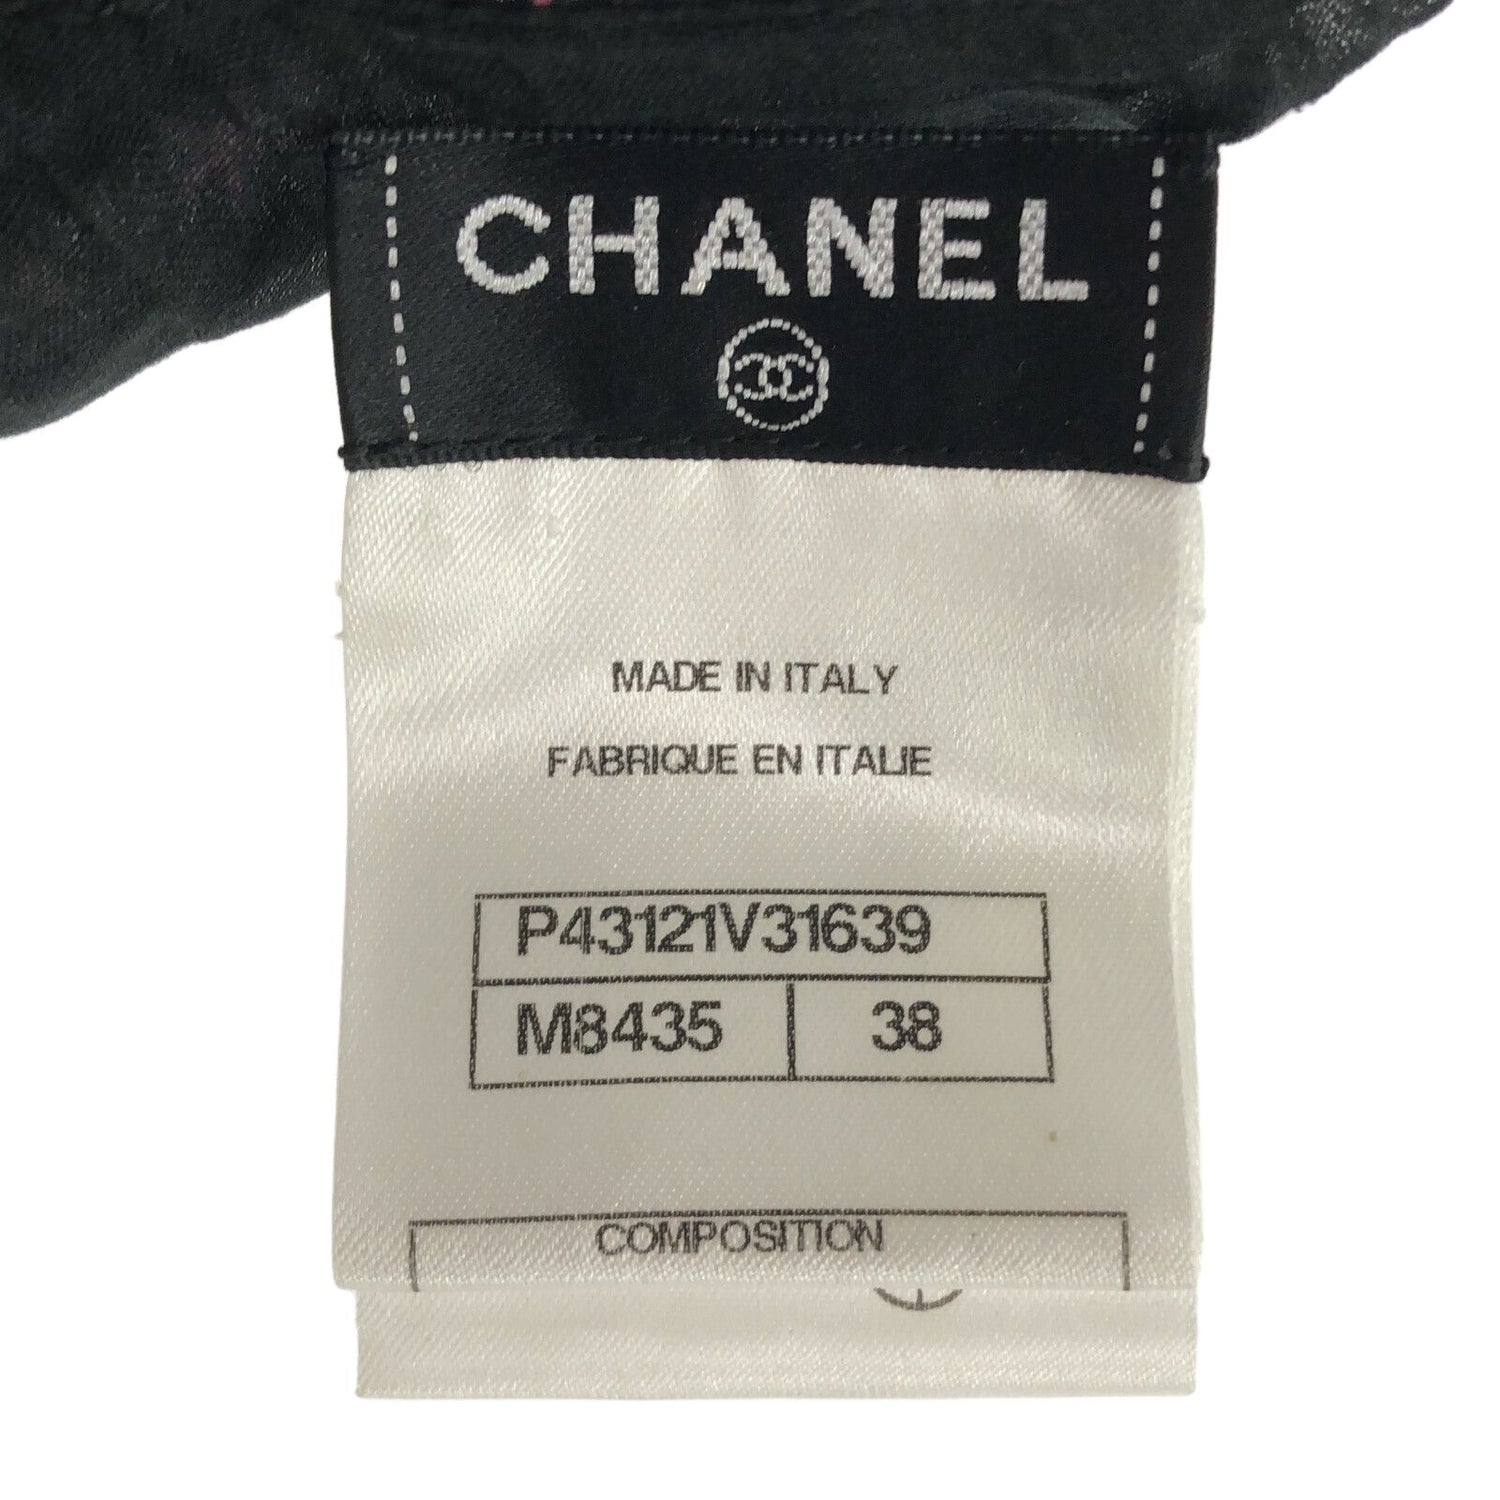 CHANEL
MADE IN ITALY
FABRIQUE EN ITALIE
P43121V31639
M8435 38
COMPOSITION